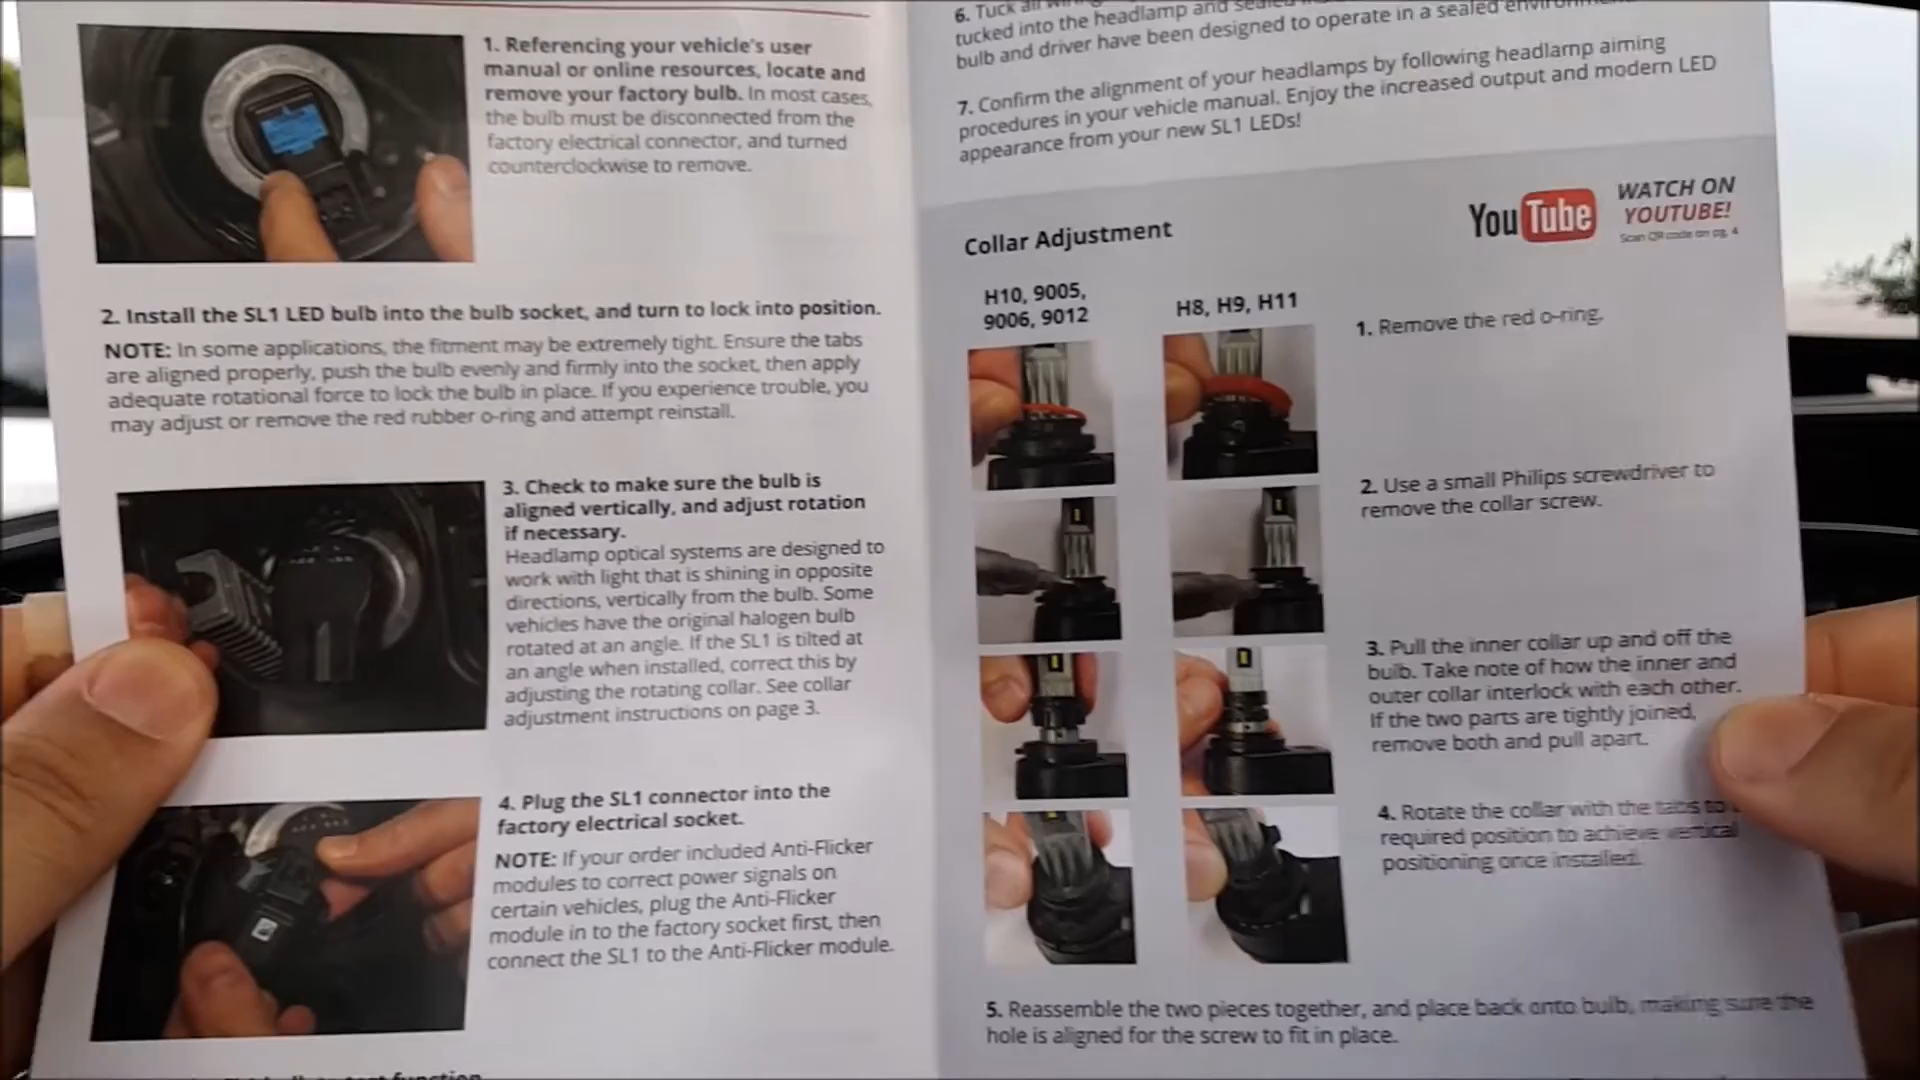 1. Referencing your vehicle's user
manual or online resources, locate and
remove your factory bulb. In most cases,
the bulb must be disconnected from the
factory electrical connector, and turned
counterclockwise to remove.
2. Install the SL1 LED bulb into the bulb socket, and turn to lock into position.
NOTE: In some applications, the fitment may be extremely tight. Ensure the tabs
are aligned properly, push the bulb evenly and firmly into the socket, then apply
adequate rotational force to lock the bulb in place. If you experience trouble, you
may adjust or remove the red rubber o-ring and attempt reinstall.
3. Check to make sure the bulb is
aligned vertically, and adjust rotation
if necessary.
Headlamp optical systems are designed to
work with light that is shining in opposite
directions, vertically from the bulb. Some
vehicles have the original halogen bulb
rotated at an angle. If the SL1 is tilted at
an angle when installed, correct this by
adjusting the rotating collar. See collar
adjustment instructions on page 3.
4. Plug the SL1 connector into the
factory electrical socket.
NOTE: If your order included Anti-Flicker
modules to correct power signals on
certain vehicles, plug the Anti-Flicker
module in to the factory socket first, then
connect the SL1 to the Anti-Flicker module.
test function
6. Tuck all
tucked into the headlamp and sealed
bulb and driver have been designed to operate in a sealed
7. Confirm the alignment of your headlamps by following headlamp aiming
procedures in your vehicle manual. Enjoy the increased output and modern LED
appearance from your new SL1 LEDs!
Collar Adjustment
YouTube
WATCH ON
YOUTUBE!
Scan QR code on pg. 4
H10, 9005,
9006, 9012
H8, H9, H11
1. Remove the red o-ring.
2. Use a small Philips screwdriver to
remove the collar screw.
3. Pull the inner collar up and off the
bulb. Take note of how the inner and
outer collar interlock with each other.
If the two parts are tightly joined,
remove both and pull apart.
4. Rotate the collar with the tabs to
required position to achieve vertical
positioning once installed.
5. Reassemble the two pieces together, and place back onto bulb, making sure the
hole is aligned for the screw to fit in place.